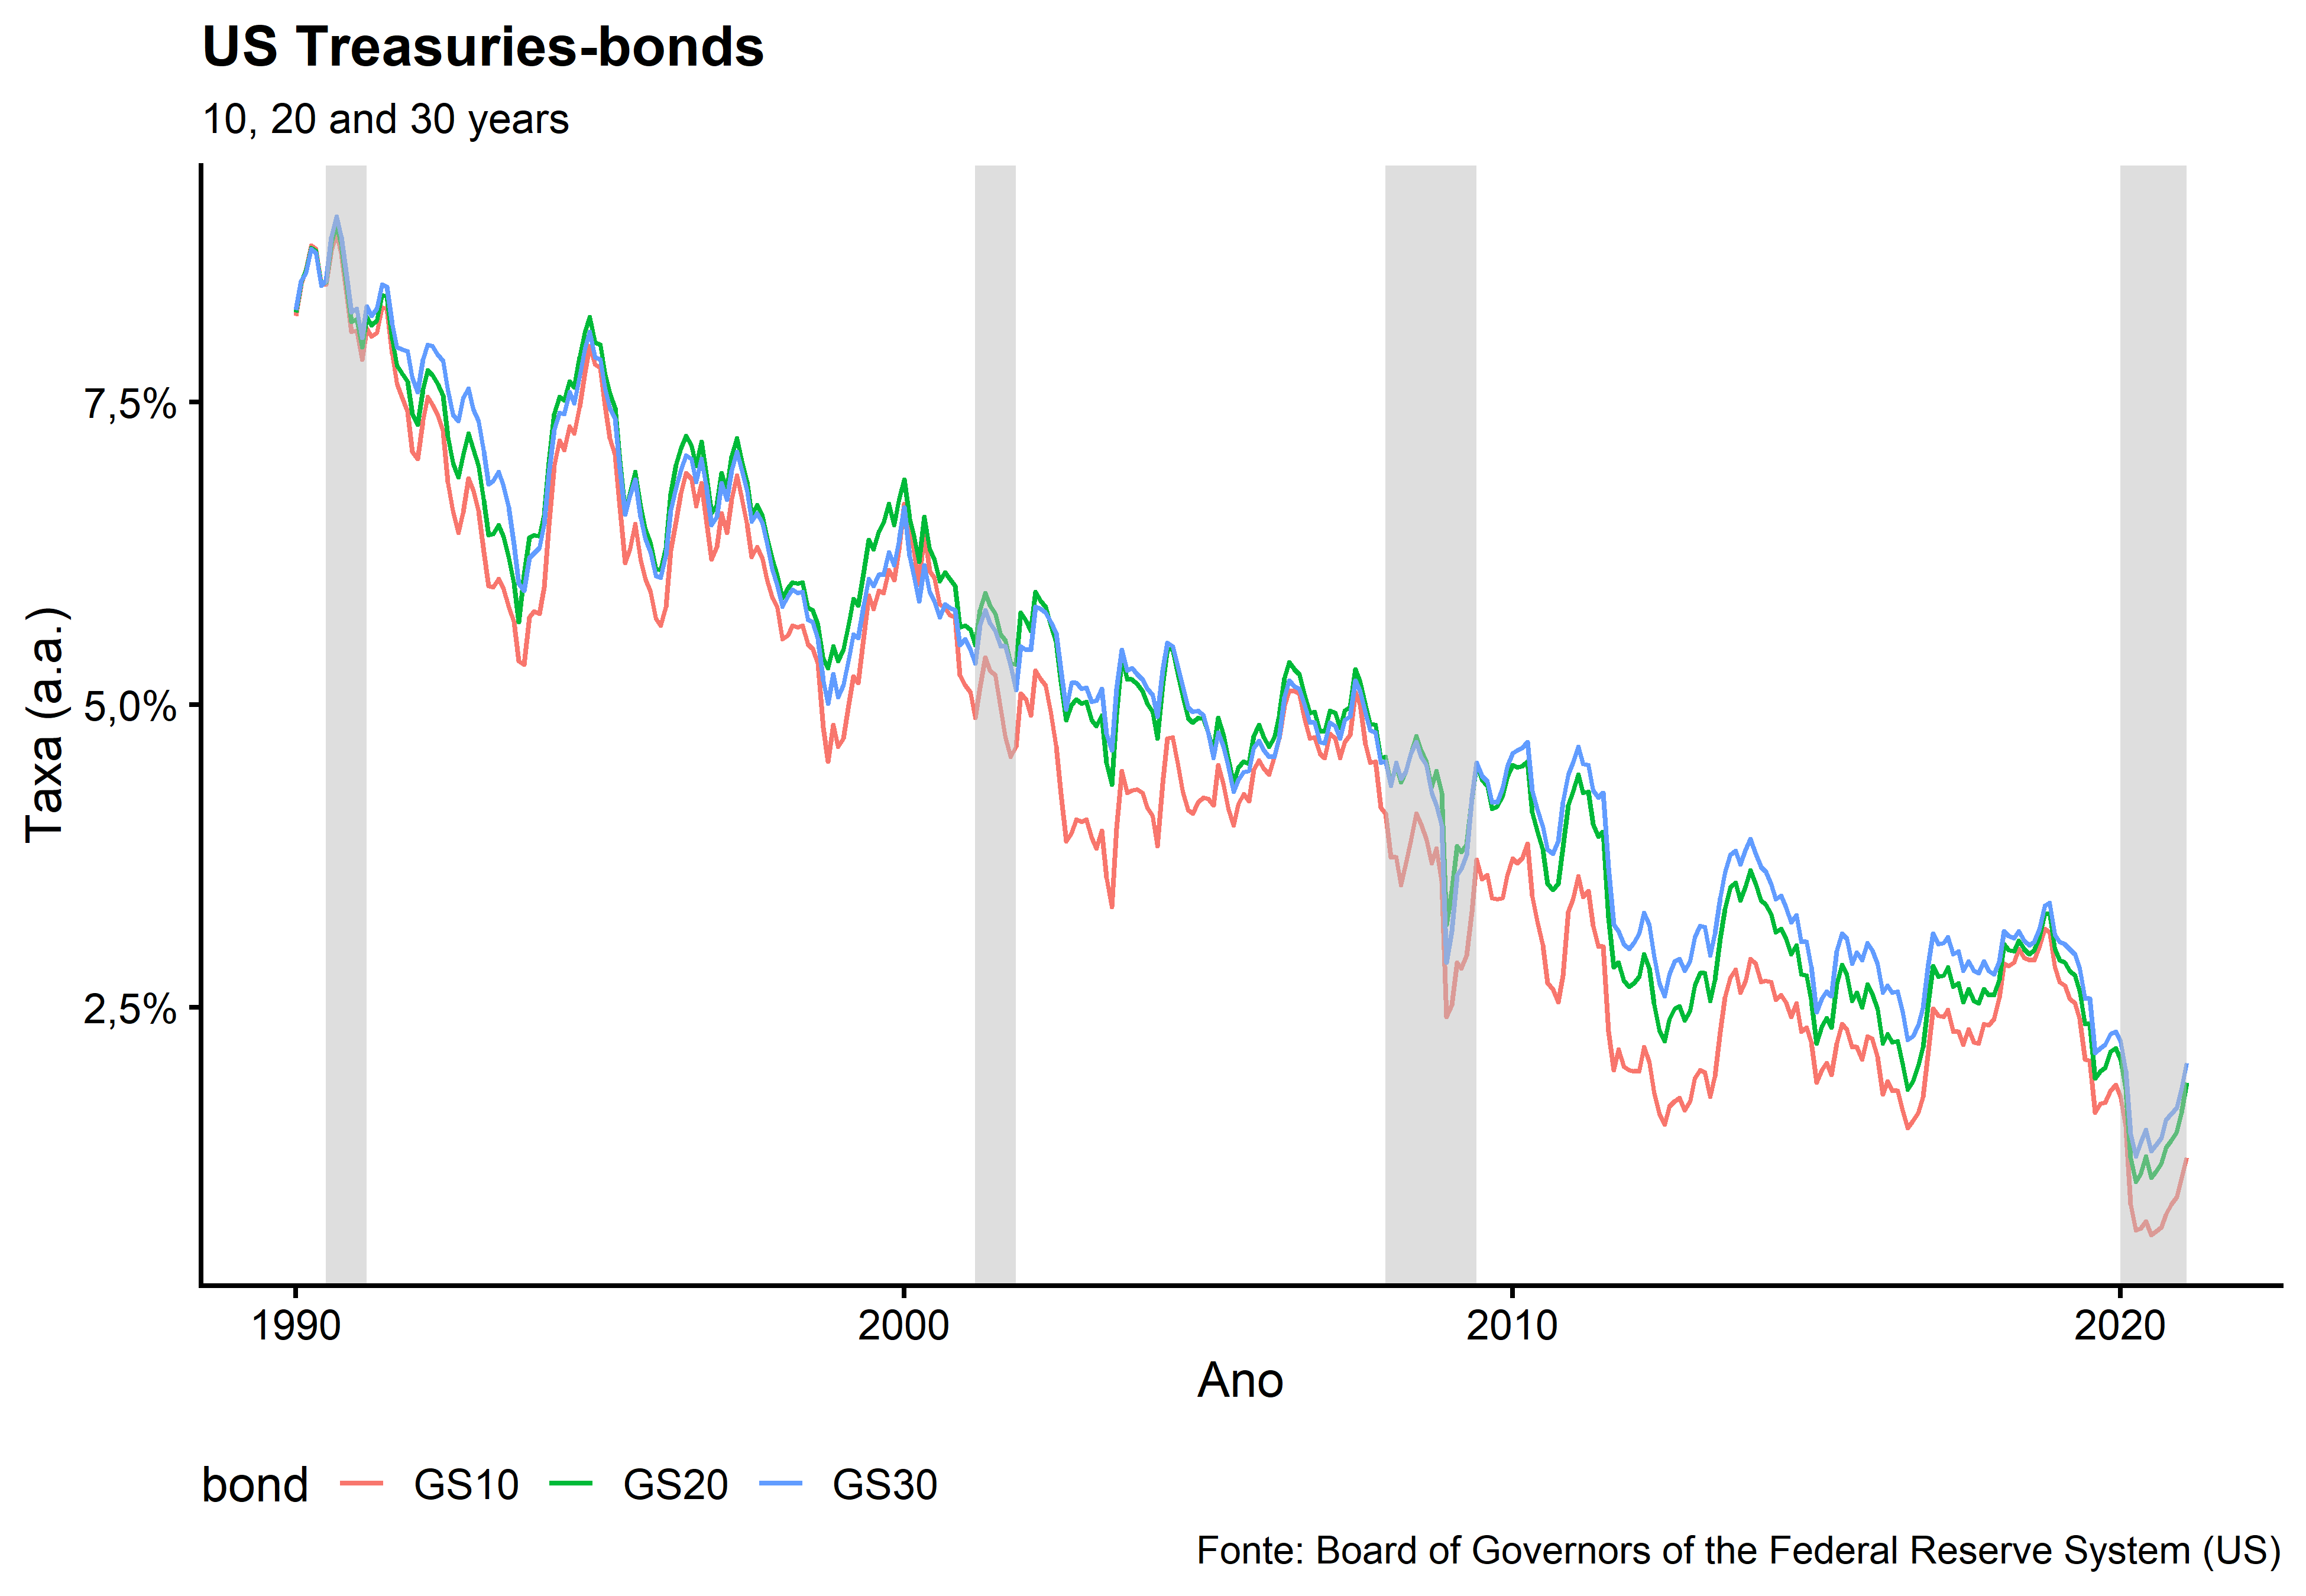 US Treasuries-bonds
10, 20 and 30 years
Taxa (a.a.)
7,5%
5,0%
2,5%
1990 2000 2010 2020
Ano
bond GS10 GS20 GS30
Fonte: Board of Governors of the Federal Reserve System (US)